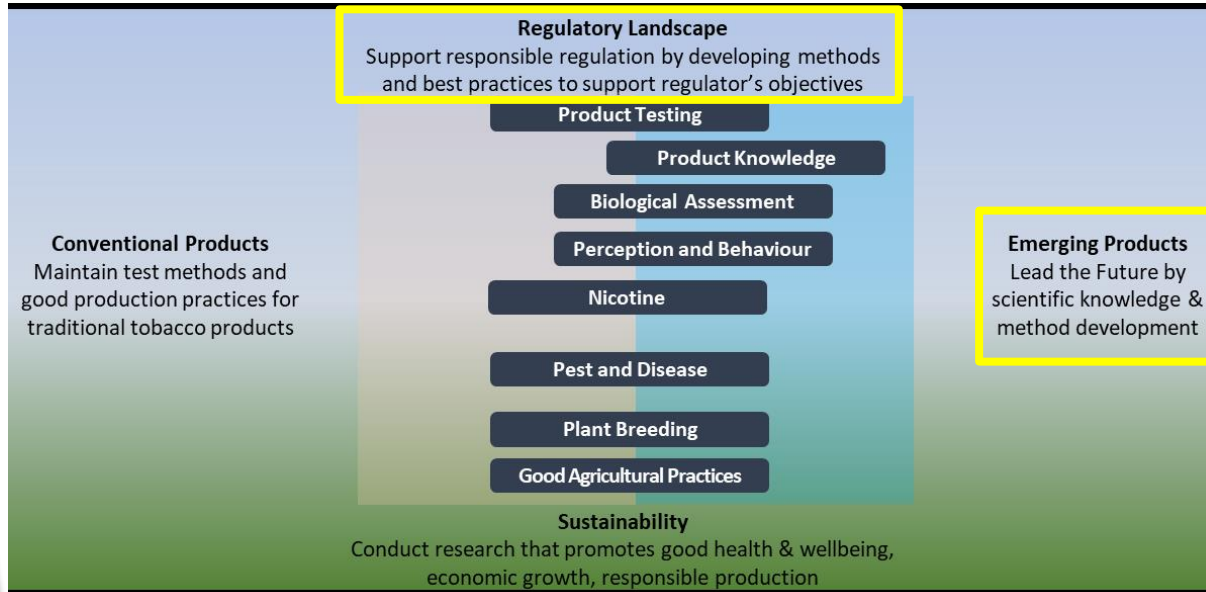 Regulatory Landscape
Support responsible regulation by developing methods
and best practices to support regulator's objectives
Product Testing
Product Knowledge
Biological Assessment
Perception and Behaviour
Nicotine
Pest and Disease
Plant Breeding
Good Agricultural Practices
Conventional Products
Maintain test methods and
good production practices for
traditional tobacco products
Emerging Products
Lead the Future by
scientific knowledge &
method development
Sustainability
Conduct research that promotes good health & wellbeing,
economic growth, responsible production